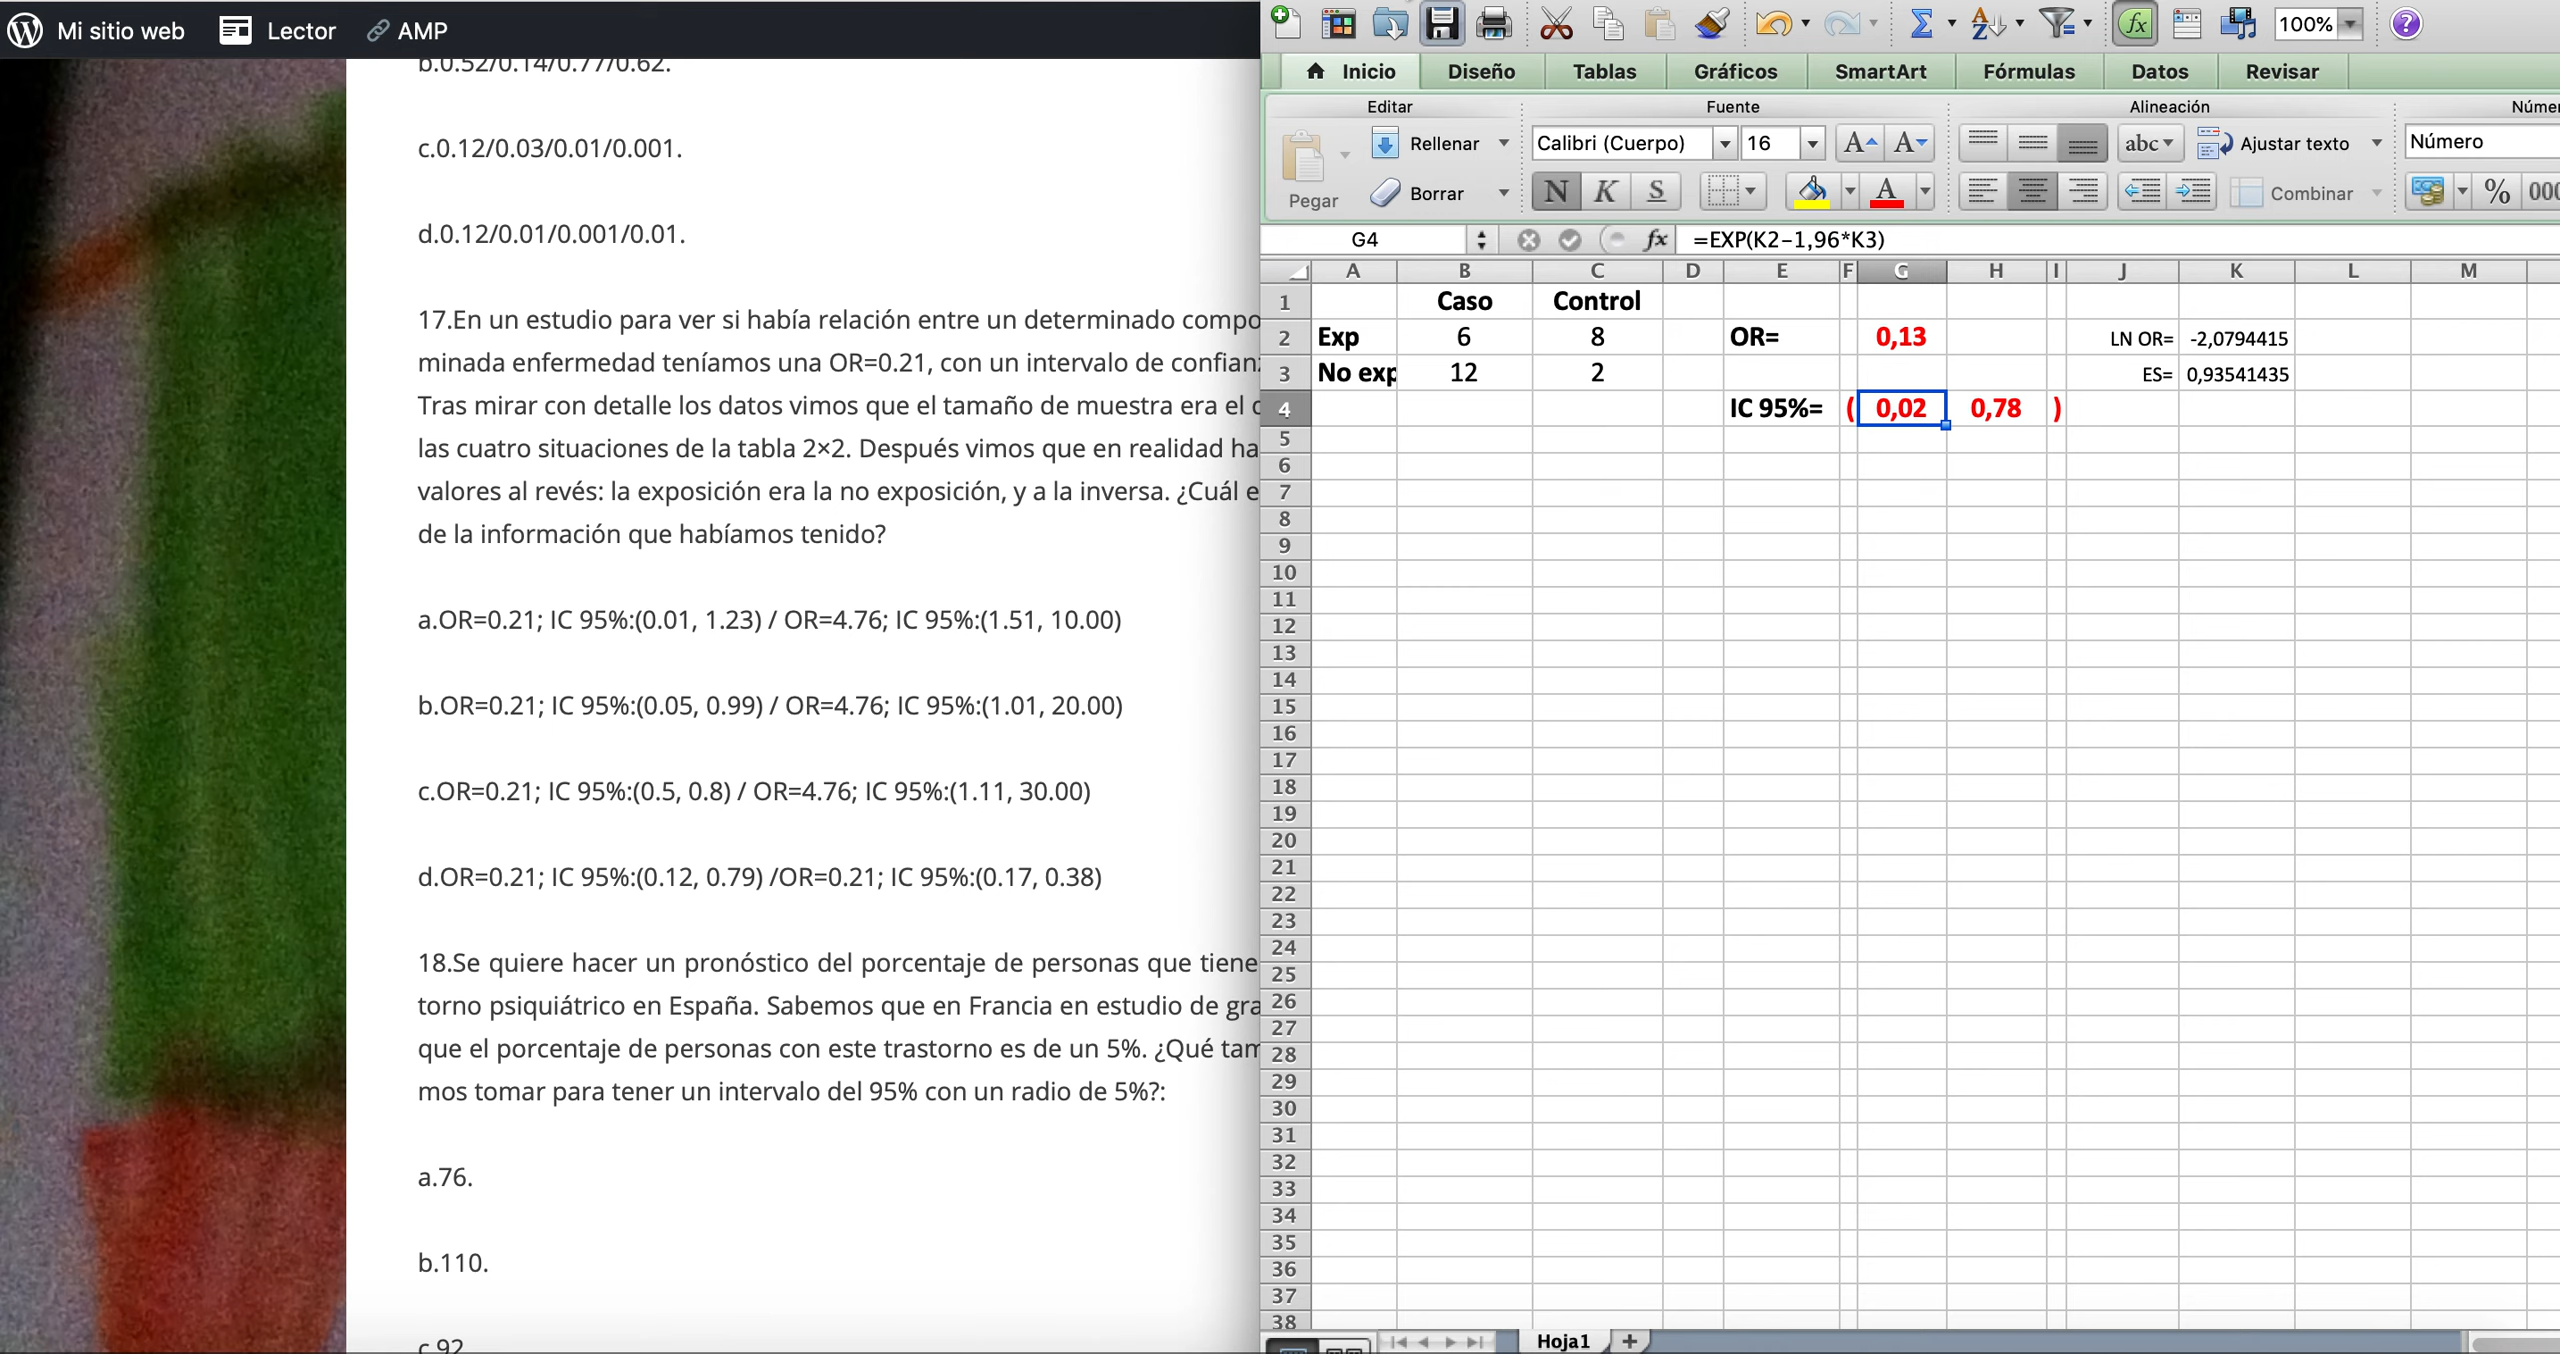 Mi sitio web Lector AMP
b.0.52/0.14/0.77/0.62.
c.0.12/0.03/0.01/0.001.
d.0.12/0.01/0.001/0.01.
17.En un estudio para ver si había relación entre un determinado compo
minada enfermedad teníamos una OR=0.21, con un intervalo de confian
Tras mirar con detalle los datos vimos que el tamaño de muestra era el
las cuatro situaciones de la tabla 2×2. Después vimos que en realidad ha
valores al revés: la exposición era la no exposición, y a la inversa. ¿Cuál e
de la información que habíamos tenido?
a.OR=0.21; IC 95%:(0.01, 1.23) / OR=4.76; IC 95%:(1.51, 10.00)
b.OR=0.21; IC 95%:(0.05, 0.99) / OR=4.76; IC 95%:(1.01, 20.00)
c.OR=0.21; IC 95%:(0.5, 0.8) / OR=4.76; IC 95%:(1.11, 30.00)
d.OR=0.21; IC 95%:(0.12, 0.79) /OR=0.21; IC 95%:(0.17, 0.38)
18.Se quiere hacer un pronóstico del porcentaje de personas que tiene
torno psiquiátrico en España. Sabemos que en Francia en estudio de gra
que el porcentaje de personas con este trastorno es de un 5%. ¿Qué tam
mos tomar para tener un intervalo del 95% con un radio de 5%?:
a.76.
b.110.
c.92
100%
Inicio Diseño Tablas Gráficos SmartArt Fórmulas Datos Revisar
Editar Fuente Alineación Núme
Pegar Rellenar Calibri (Cuerpo) 16 A A abc Ajustar texto Número
Borrar N K S A Combinar % 000
G4 fx =EXP(K2-1,96*K3)
A B C D E F G H I J K L M
1 Caso Control
2 Exp 6 8 OR= 0,13 LN OR= -2,0794415
3 No exp 12 2 ES= 0,93541435
4 IC 95%= ( 0,02 0,78 )
5
6
7
8
9
10
11
12
13
14
15
16
17
18
19
20
21
22
23
24
25
26
27
28
29
30
31
32
33
34
35
36
37
38
Hoja1